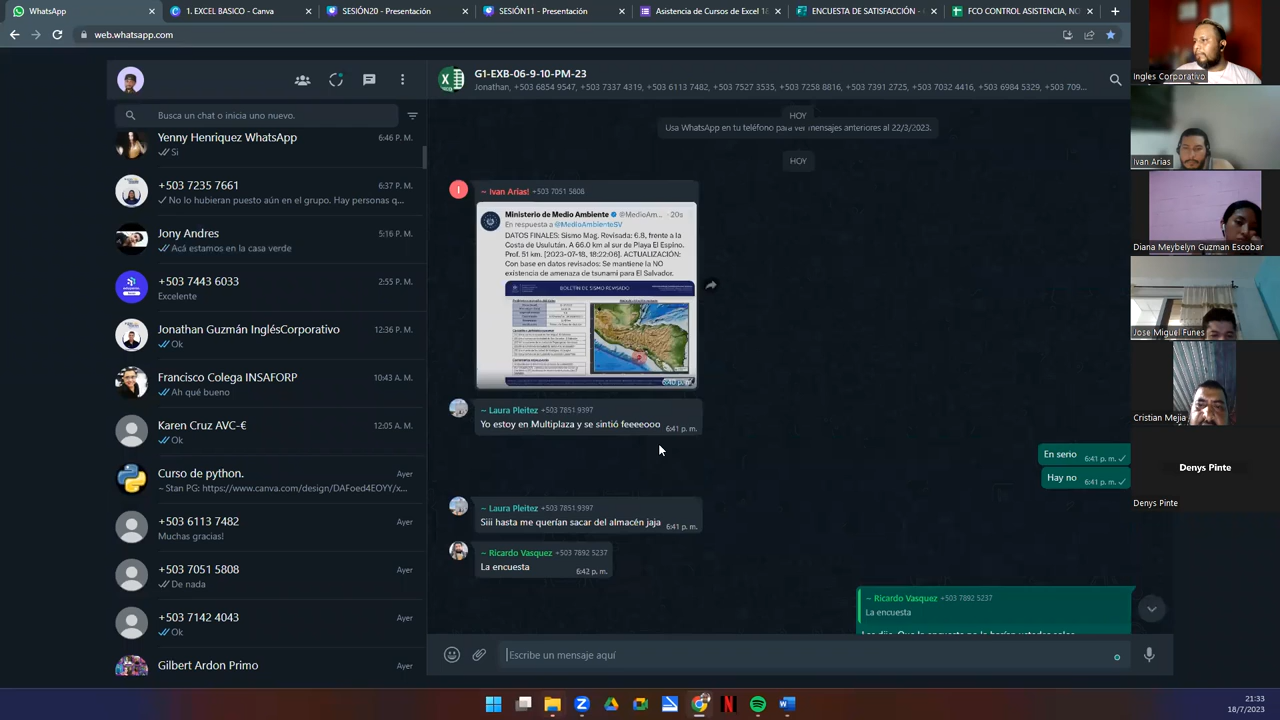 WhatsApp
1. EXCEL BASICO - Canva
SESIÓN20 - Presentación
SESIÓN11 - Presentación
Asistencia de Cursos de Excel 18
ENCUESTA DE SATISFACCIÓN -
FCO CONTROL ASISTENCIA, NO
web.whatsapp.com
Busca un chat o inicia uno nuevo.
Yenny Henriquez WhatsApp
6:46 P. M.
Si
+503 7235 7661
6:37 P. M.
No lo hubieran puesto aún en el grupo. Hay personas q...
Jony Andres
5:16 P. M.
Acá estamos en la casa verde
+503 7443 6033
2:55 P. M.
Excelente
Jonathan Guzmán InglésCorporativo
12:36 P. M.
Ok
Francisco Colega INSAFORP
10:43 A. M.
Ah qué bueno
Karen Cruz AVC-€
12:05 A. M.
Ok
Curso de python.
Ayer
~ Stan PG: https://www.canva.com/design/DAFoed4EOYY/x...
+503 6113 7482
Ayer
Muchas gracias!
+503 7051 5808
Ayer
De nada
+503 7142 4043
Ayer
Ok
Gilbert Ardon Primo
Ayer
G1-EXB-06-9-10-PM-23
Jonathan, +503 6854 9547, +503 7337 4319, +503 6113 7482, +503 7527 3535, +503 7258 8816, +503 7391 2725, +503 7032 4416, +503 6984 5329, +503 709...
HOY
Usa WhatsApp en tu teléfono para ver mensajes anteriores al 22/3/2023.
HOY
~ Ivan Arias! +503 7051 5808
Ministerio de Medio Ambiente @MedioAm... · 20s
En respuesta a @MedioAmbienteSV
DATOS FINALES: Sismo Mag. Revisada: 6.8, frente a la
Costa de Usulután. A 66.0 km al sur de Playa El Espino.
Prof. 51 km. [2023-07-18, 18:22:06]. ACTUALIZACIÓN:
Con base en datos revisados: Se mantiene la NO
existencia de amenaza de tsunami para El Salvador.
BOLETÍN DE SISMO REVISADO
6:40 p. m.
~ Laura Pleitez +503 7851 9397
Yo estoy en Multiplaza y se sintió feeeeooo
6:41 p. m.
En serio
6:41 p. m.
Hay no
6:41 p. m.
~ Laura Pleitez +503 7851 9397
Siii hasta me querían sacar del almacén jaja
6:41 p. m.
~ Ricardo Vasquez +503 7892 5237
La encuesta
6:42 p. m.
~ Ricardo Vasquez +503 7892 5237
La encuesta
Escribe un mensaje aquí
Ingles Corporativo
Ivan Arias
Diana Meybelyn Guzman Escobar
Jose Miguel Funes
Cristian Mejia
Denys Pinte
Denys Pinte
21:33
18/7/2023